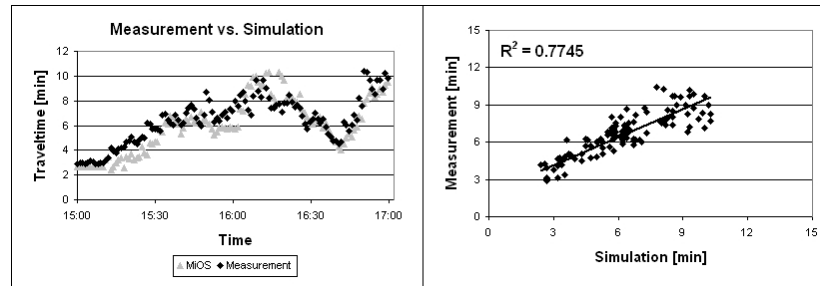 Measurement vs. Simulation
Traveltime [min]
12
10
8
6
4
2
0
15:00 15:30 16:00 16:30 17:00
Time
MiOS Measurement
R² = 0.7745
Measurement [min]
15
12
9
6
3
0
0 3 6 9 12 15
Simulation [min]